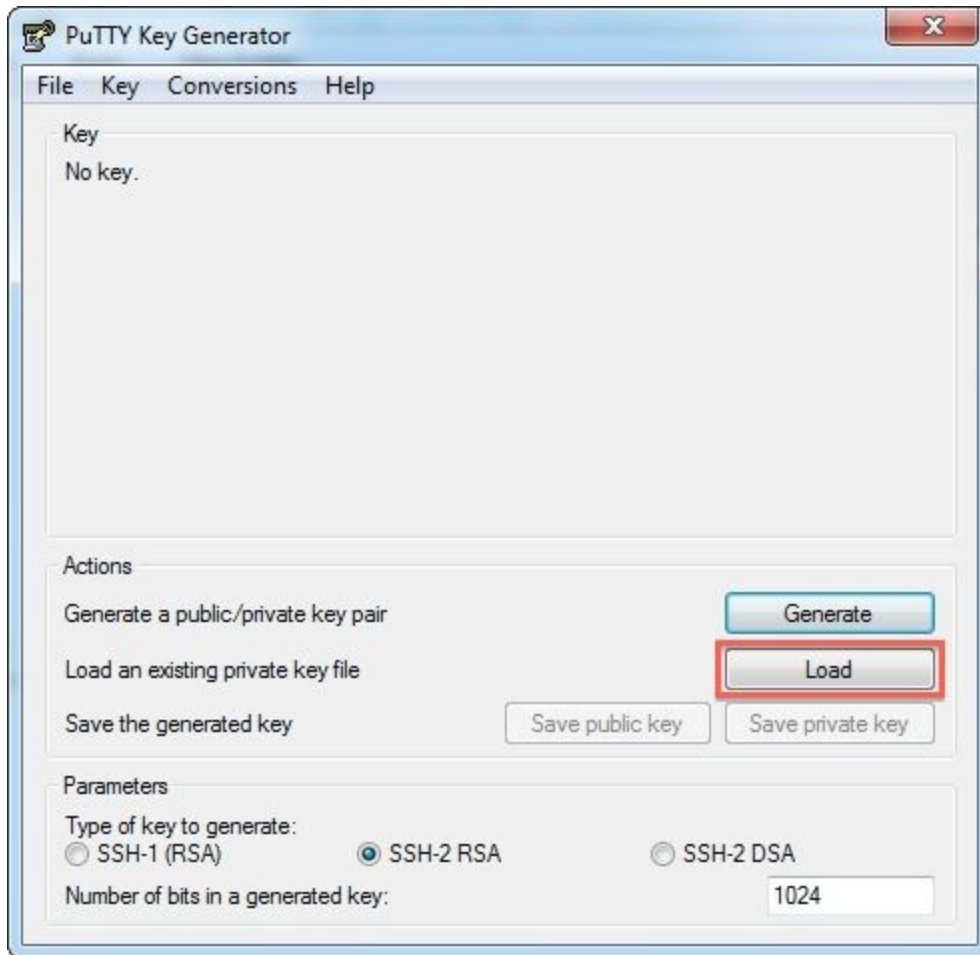 PuTTY Key Generator
File Key Conversions Help
Key
No key.
Actions
Generate a public/private key pair
Generate
Load an existing private key file
Load
Save the generated key
Save public key
Save private key
Parameters
Type of key to generate:
SSH-1 (RSA)
SSH-2 RSA
SSH-2 DSA
Number of bits in a generated key:
1024